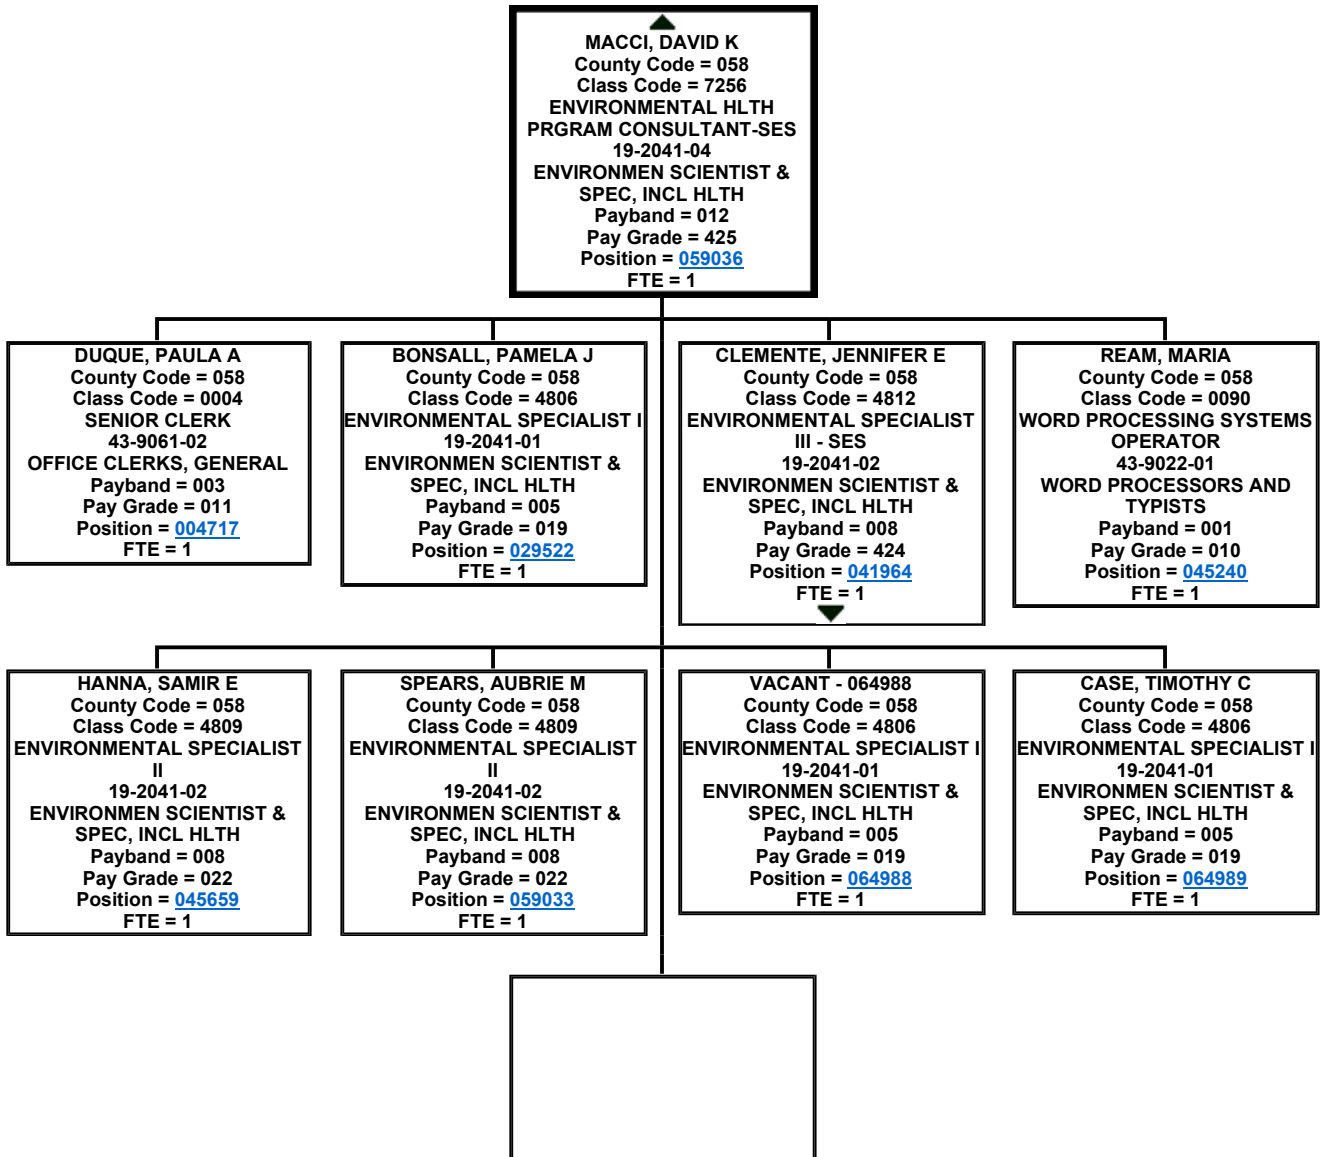 MACCI, DAVID K
County Code = 058
Class Code = 7256
ENVIRONMENTAL HLTH
PRGRAM CONSULTANT-SES
19-2041-04
ENVIRONMEN SCIENTIST &
SPEC, INCL HLTH
Payband = 012
Pay Grade = 425
Position = 059036
FTE = 1
DUQUE, PAULA A
County Code = 058
Class Code = 0004
SENIOR CLERK
43-9061-02
OFFICE CLERKS, GENERAL
Payband = 003
Pay Grade = 011
Position = 004717
FTE = 1
BONSALL, PAMELA J
County Code = 058
Class Code = 4806
ENVIRONMENTAL SPECIALIST I
19-2041-01
ENVIRONMEN SCIENTIST &
SPEC, INCL HLTH
Payband = 005
Pay Grade = 019
Position = 029522
FTE = 1
CLEMENTE, JENNIFER E
County Code = 058
Class Code = 4812
ENVIRONMENTAL SPECIALIST
III - SES
19-2041-02
ENVIRONMEN SCIENTIST &
SPEC, INCL HLTH
Payband = 008
Pay Grade = 424
Position = 041964
FTE = 1
REAM, MARIA
County Code = 058
Class Code = 0090
WORD PROCESSING SYSTEMS
OPERATOR
43-9022-01
WORD PROCESSORS AND
TYPISTS
Payband = 001
Pay Grade = 010
Position = 045240
FTE = 1
HANNA, SAMIR E
County Code = 058
Class Code = 4809
ENVIRONMENTAL SPECIALIST
II
19-2041-02
ENVIRONMEN SCIENTIST &
SPEC, INCL HLTH
Payband = 008
Pay Grade = 022
Position = 045659
FTE = 1
SPEARS, AUBRIE M
County Code = 058
Class Code = 4809
ENVIRONMENTAL SPECIALIST
II
19-2041-02
ENVIRONMEN SCIENTIST &
SPEC, INCL HLTH
Payband = 008
Pay Grade = 022
Position = 059033
FTE = 1
VACANT - 064988
County Code = 058
Class Code = 4806
ENVIRONMENTAL SPECIALIST I
19-2041-01
ENVIRONMEN SCIENTIST &
SPEC, INCL HLTH
Payband = 005
Pay Grade = 019
Position = 064988
FTE = 1
CASE, TIMOTHY C
County Code = 058
Class Code = 4806
ENVIRONMENTAL SPECIALIST I
19-2041-01
ENVIRONMEN SCIENTIST &
SPEC, INCL HLTH
Payband = 005
Pay Grade = 019
Position = 064989
FTE = 1